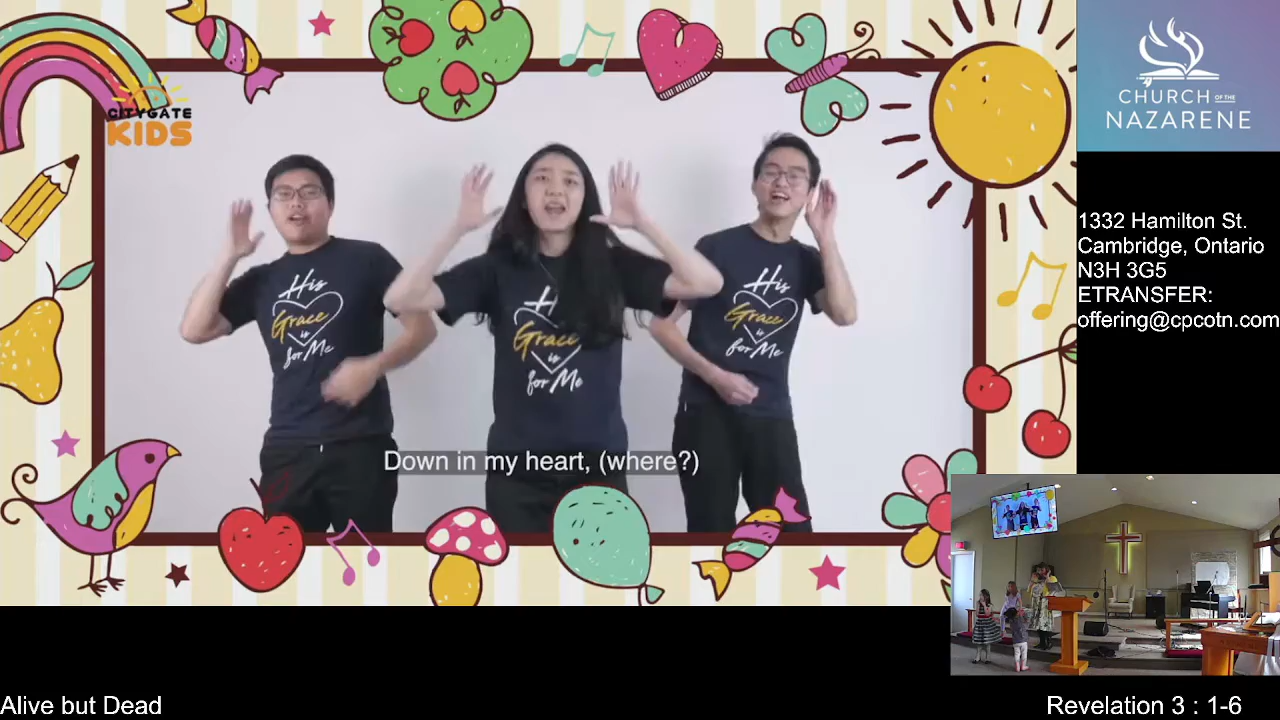 CITYGATE
KIDS
His
Grace
is
for Me
H
Grace
is
for Me
His
Grace
is
for Me
Down in my heart, (where?)
CHURCH OF THE
NAZARENE
1332 Hamilton St.
Cambridge, Ontario
N3H 3G5
ETRANSFER:
offering@cpcotn.com
Alive but Dead
Revelation 3 : 1-6